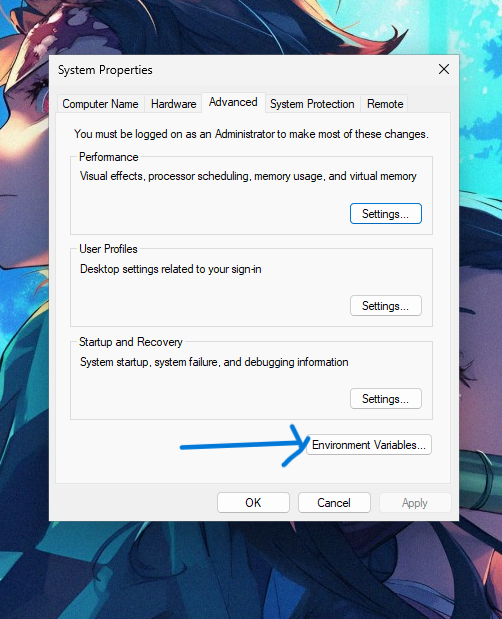 System Properties
Computer Name Hardware Advanced System Protection Remote
You must be logged on as an Administrator to make most of these changes.
Performance
Visual effects, processor scheduling, memory usage, and virtual memory
Settings...
User Profiles
Desktop settings related to your sign-in
Settings...
Startup and Recovery
System startup, system failure, and debugging information
Settings...
Environment Variables...
OK Cancel Apply